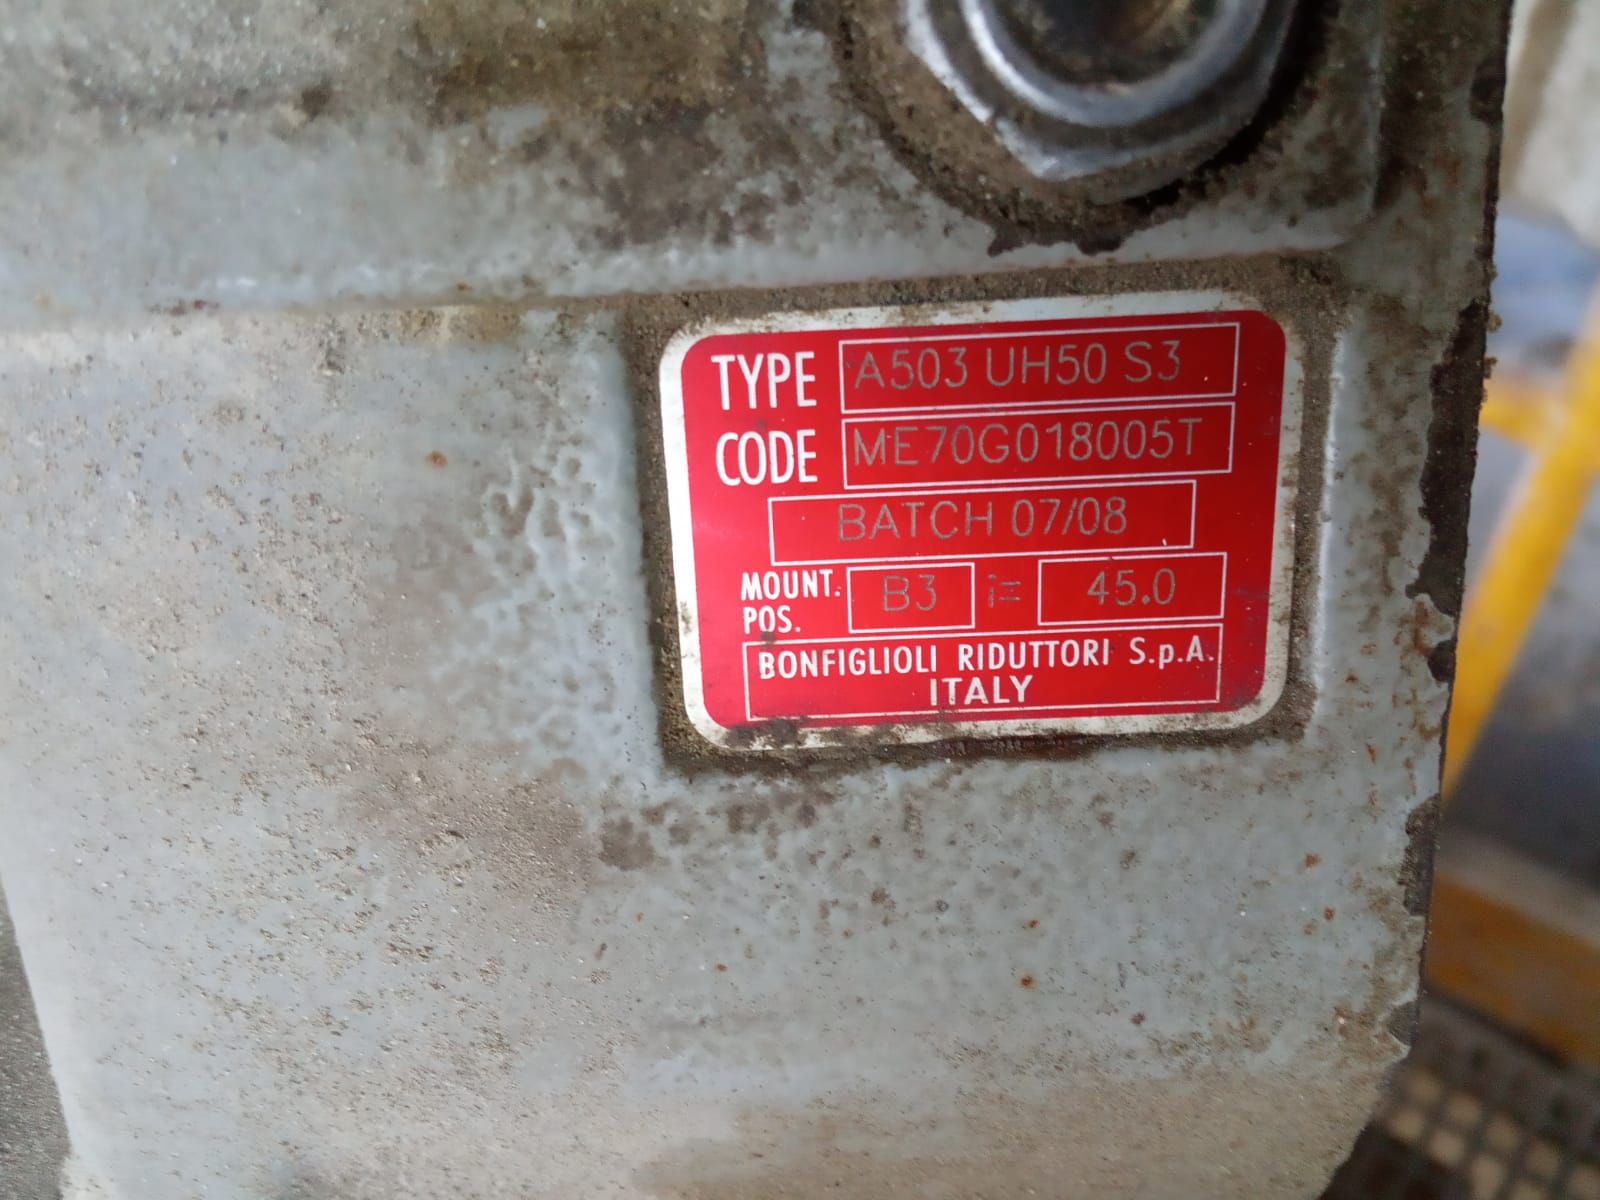 TYPE A503 UH50 S3
CODE ME70G018005T
BATCH 07/08
MOUNT. POS. B3 i= 45.0
BONFIGLIOLI RIDUTTORI S.p.A.
ITALY